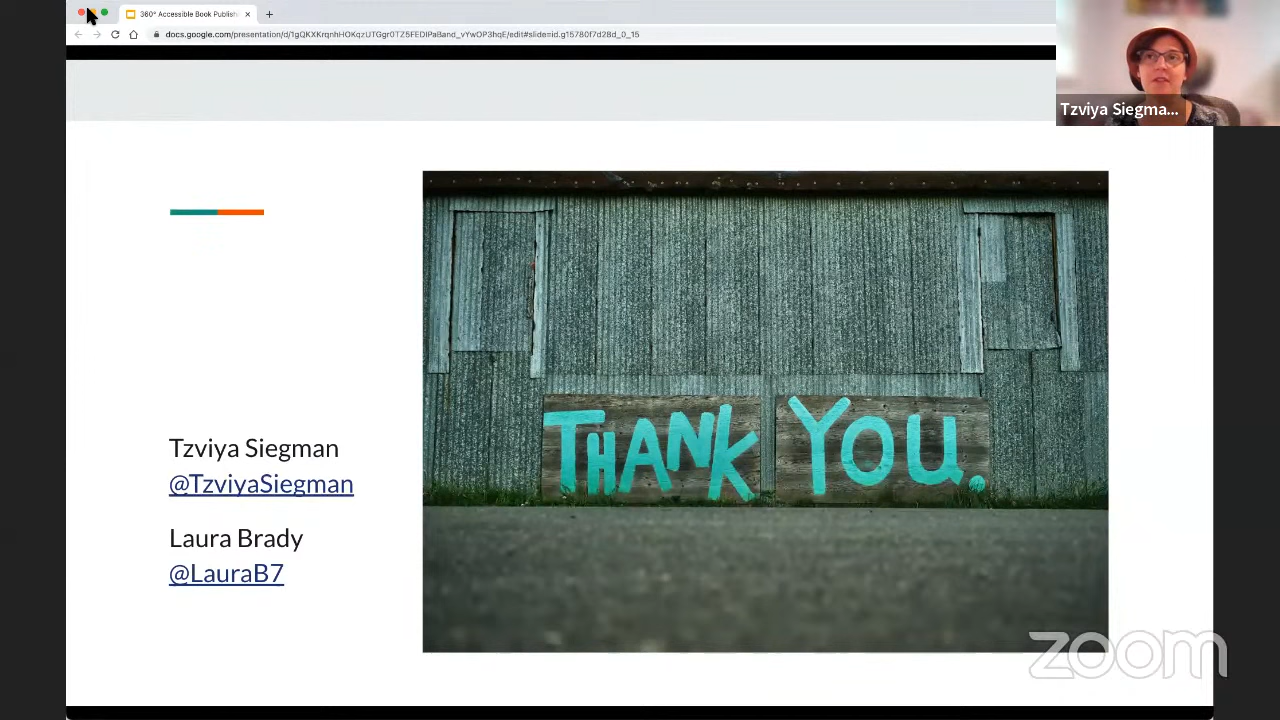 360° Accessible Book Publish
docs.google.com/presentation/d/1gQKXKrqnhHOKqzUTGgr0TZ5FEDIPaBand_vYwOP3hqE/edit#slide=id.g15780f7d28d_0_15
Tzviya Siegma...
THANK YOU.
Tzviya Siegman
@TzviyaSiegman
Laura Brady
@LauraB7
zoom